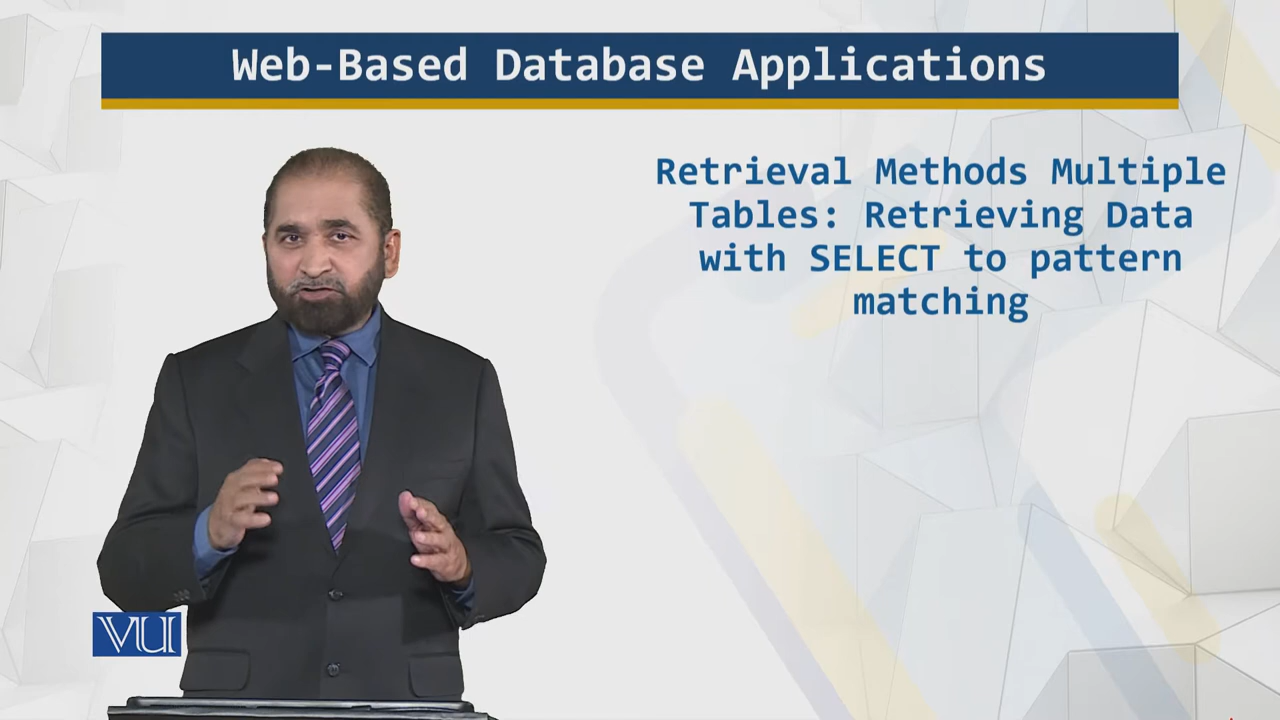 Web-Based Database Applications
Retrieval Methods Multiple
Tables: Retrieving Data
with SELECT to pattern
matching
VU